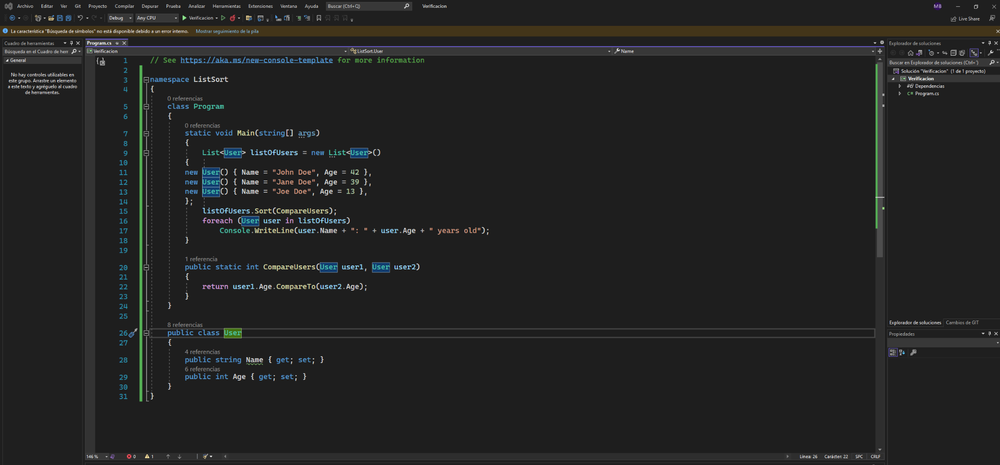 Archivo Editar Ver Git Proyecto Compilar Depurar Prueba Analizar Herramientas Extensiones Ventana Ayuda Buscar (Ctrl+Q) Verificacion MB
Debug Any CPU Verificacion Live Share
La característica "Búsqueda de símbolos" no está disponible debido a un error interno. Mostrar seguimiento de la pila
Cuadro de herramientas
Búsqueda en el Cuadro de herr
General
No hay controles utilizables en
este grupo. Arrastre un elemento
a este texto y agréguelo al cuadro
de herramientas.
Program.cs
Verificacion ListSort.User Name
1 // See https://aka.ms/new-console-template for more information
2
3 namespace ListSort
4 {
0 referencias
5 class Program
6 {
0 referencias
7 static void Main(string[] args)
8 {
9 List<User> listOfUsers = new List<User>()
10 {
11 new User() { Name = "John Doe", Age = 42 },
12 new User() { Name = "Jane Doe", Age = 39 },
13 new User() { Name = "Joe Doe", Age = 13 },
14 };
15 listOfUsers.Sort(CompareUsers);
16 foreach (User user in listOfUsers)
17 Console.WriteLine(user.Name + ": " + user.Age + " years old");
18 }
19
1 referencia
20 public static int CompareUsers(User user1, User user2)
21 {
22 return user1.Age.CompareTo(user2.Age);
23 }
24 }
25
8 referencias
26 public class User
27 {
4 referencias
28 public string Name { get; set; }
6 referencias
29 public int Age { get; set; }
30 }
31 }
146 % 0 1 Línea: 26 Carácter: 22 SPC CRLF
Explorador de soluciones
Buscar en Explorador de soluciones (Ctrl+´)
Solución "Verificacion" (1 de 1 proyecto)
Verificacion
Dependencias
C# Program.cs
Explorador de soluciones Cambios de GIT
Propiedades